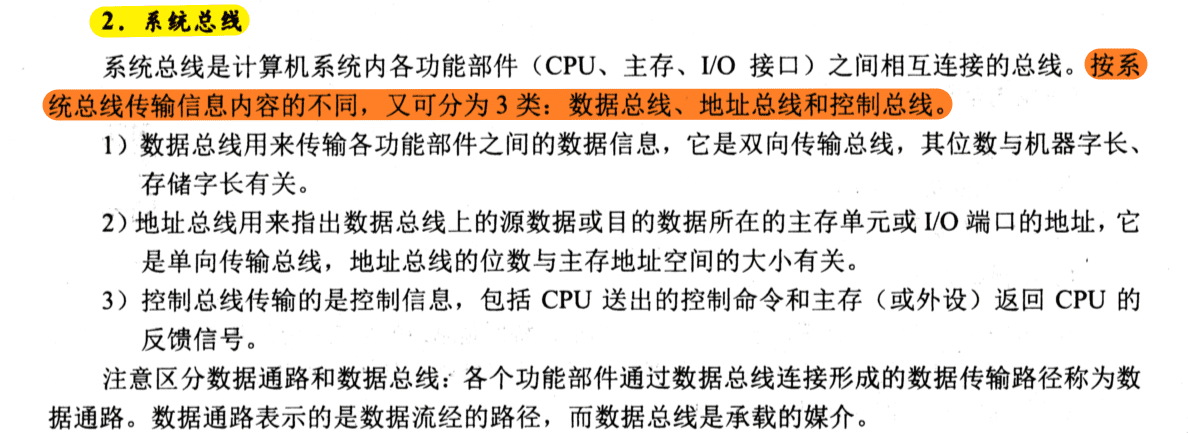 2．系统总线
系统总线是计算机系统内各功能部件（CPU、主存、I/O 接口）之间相互连接的总线。按系
统总线传输信息内容的不同，又可分为 3 类：数据总线、地址总线和控制总线。
1）数据总线用来传输各功能部件之间的数据信息，它是双向传输总线，其位数与机器字长、
存储字长有关。
2）地址总线用来指出数据总线上的源数据或目的数据所在的主存单元或 I/O 端口的地址，它
是单向传输总线，地址总线的位数与主存地址空间的大小有关。
3）控制总线传输的是控制信息，包括 CPU 送出的控制命令和主存（或外设）返回 CPU 的
反馈信号。
注意区分数据通路和数据总线：各个功能部件通过数据总线连接形成的数据传输路径称为数
据通路。数据通路表示的是数据流经的路径，而数据总线是承载的媒介。